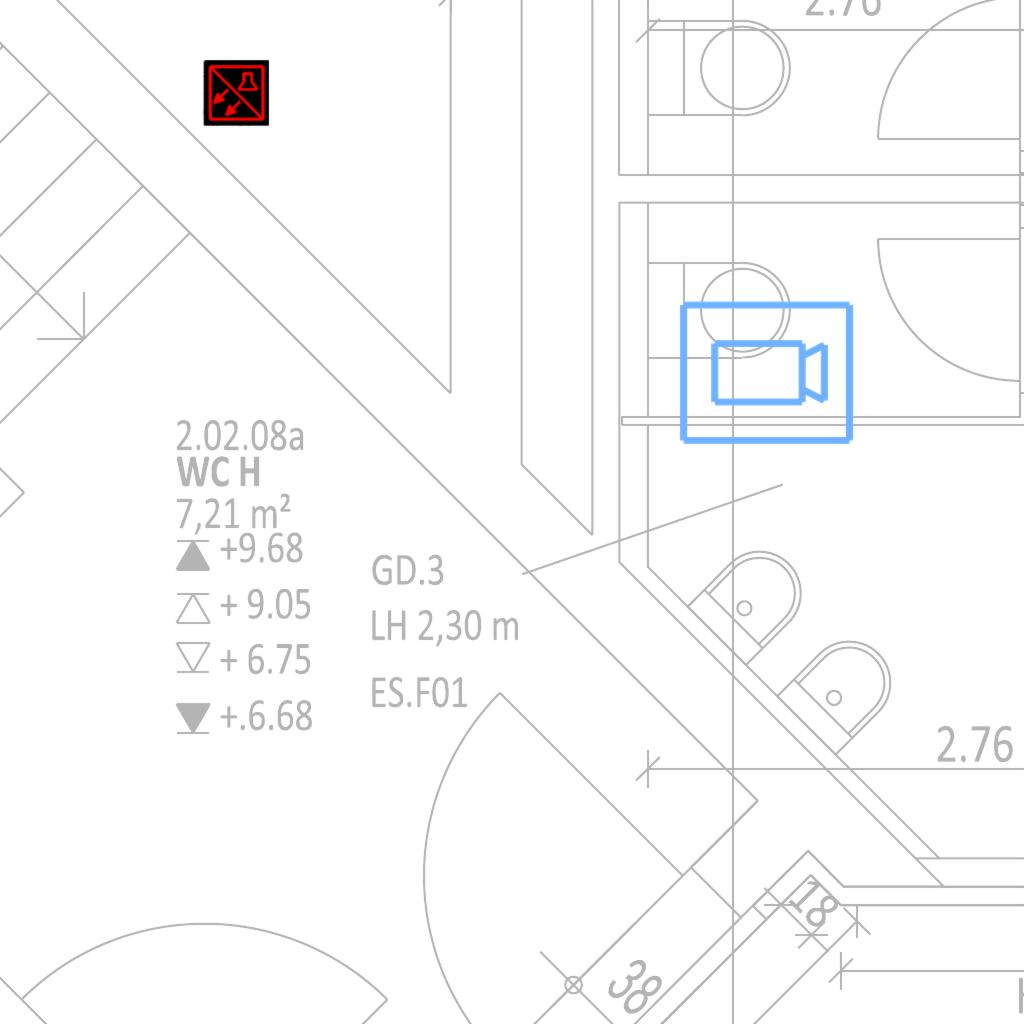 2.76
2.02.08a
WC H
7,21 m²
+9.68
+ 9.05
+ 6.75
+.6.68
GD.3
LH 2,30 m
ES.F01
2.76
18
38